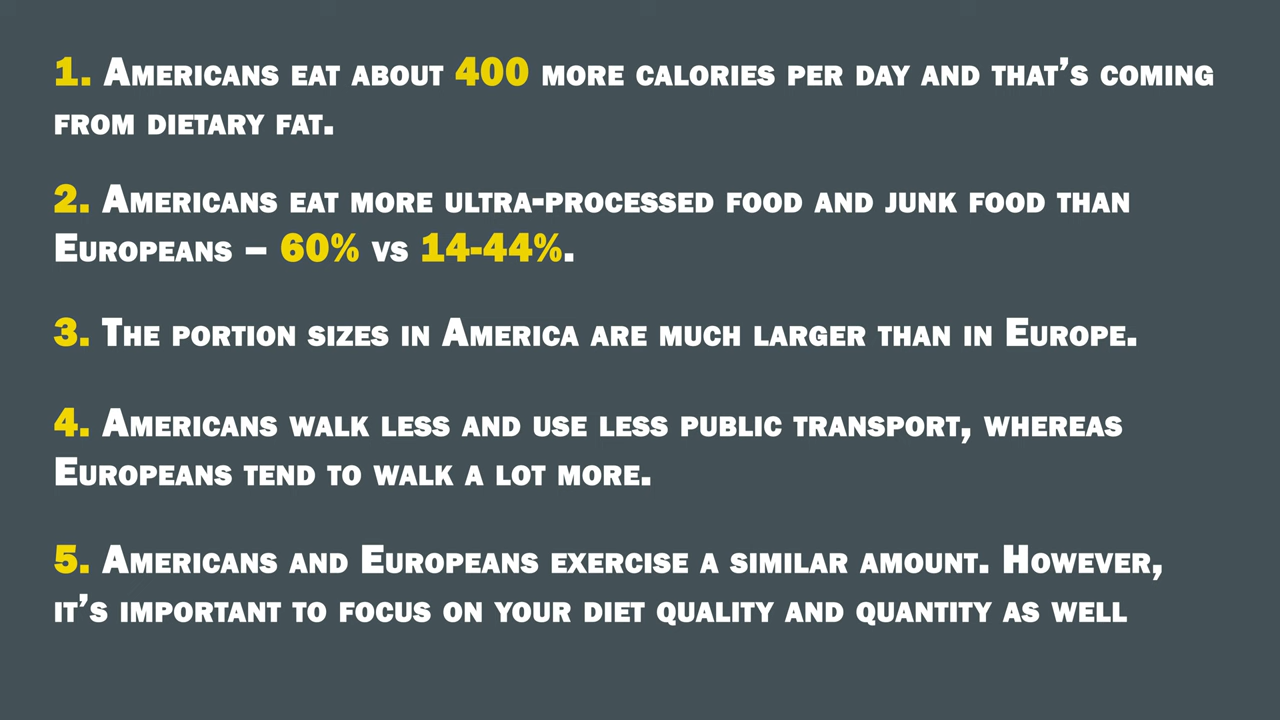 1. Americans eat about 400 more calories per day and that's coming
from dietary fat.
2. Americans eat more ultra-processed food and junk food than
Europeans – 60% vs 14-44%.
3. The portion sizes in America are much larger than in Europe.
4. Americans walk less and use less public transport, whereas
Europeans tend to walk a lot more.
5. Americans and Europeans exercise a similar amount. However,
it's important to focus on your diet quality and quantity as well